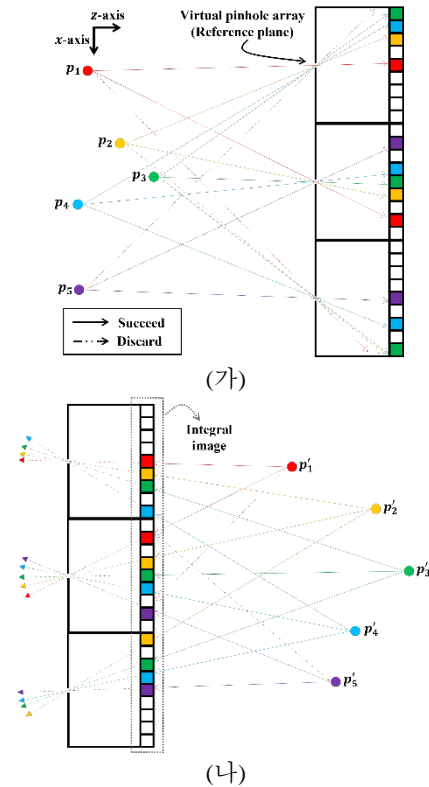 z-axis
x-axis
Virtual pinhole array
(Reference plane)
p1
p2
p3
p4
p5
Succeed
Discard
(가)
Integral
image
p'1
p'2
p'3
p'4
p'5
(나)